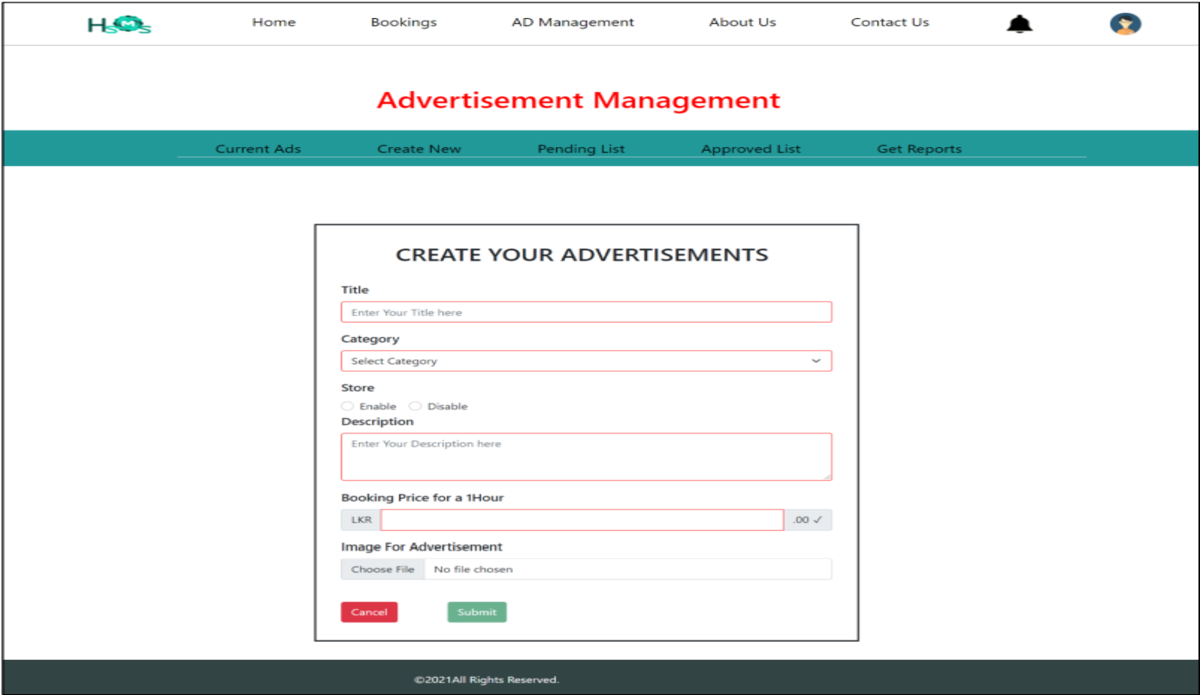 HSMSS
Home Bookings AD Management About Us Contact Us
Advertisement Management
Current Ads Create New Pending List Approved List Get Reports
CREATE YOUR ADVERTISEMENTS
Title
Enter Your Title here
Category
Select Category
Store
Enable Disable
Description
Enter Your Description here
Booking Price for a 1Hour
LKR .00 ✓
Image For Advertisement
Choose File No file chosen
Cancel Submit
©2021All Rights Reserved.